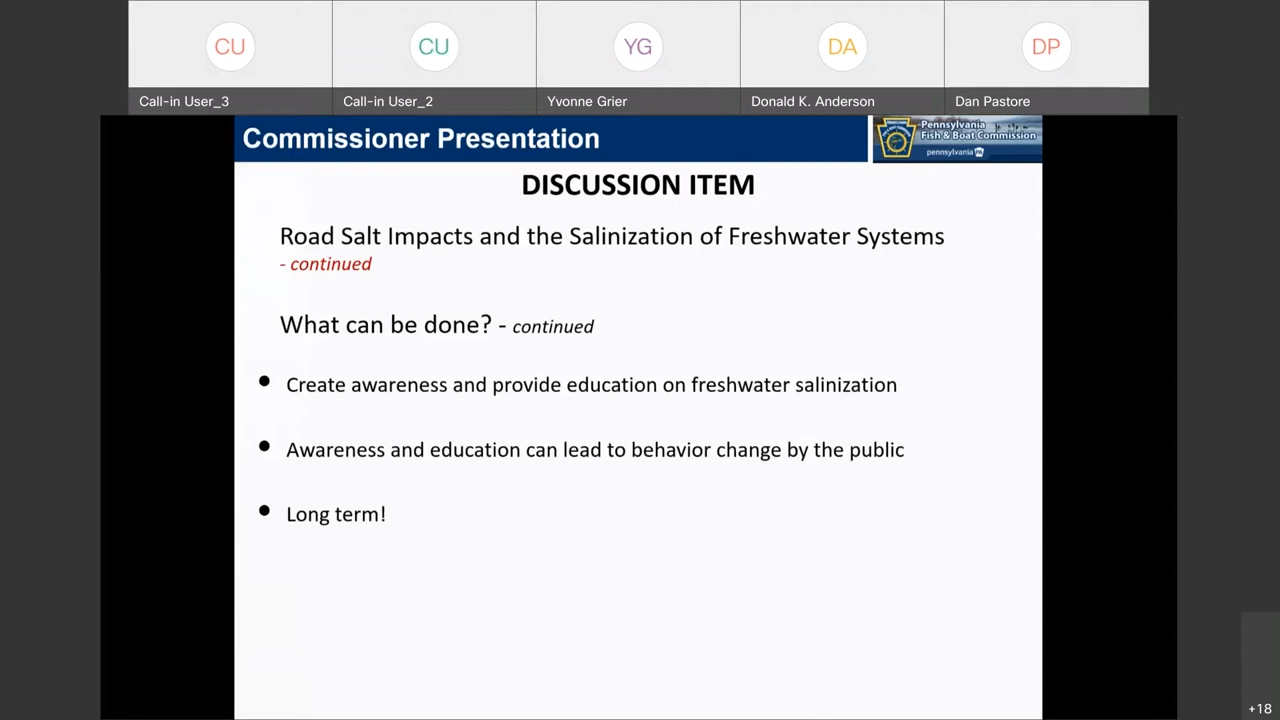 CU
CU
YG
DA
DP
Call-in User_3
Call-in User_2
Yvonne Grier
Donald K. Anderson
Dan Pastore
Commissioner Presentation
Pennsylvania
Fish & Boat Commission
pennsylvania PA
DISCUSSION ITEM
Road Salt Impacts and the Salinization of Freshwater Systems
- continued
What can be done? - continued
• Create awareness and provide education on freshwater salinization
• Awareness and education can lead to behavior change by the public
• Long term!
+18